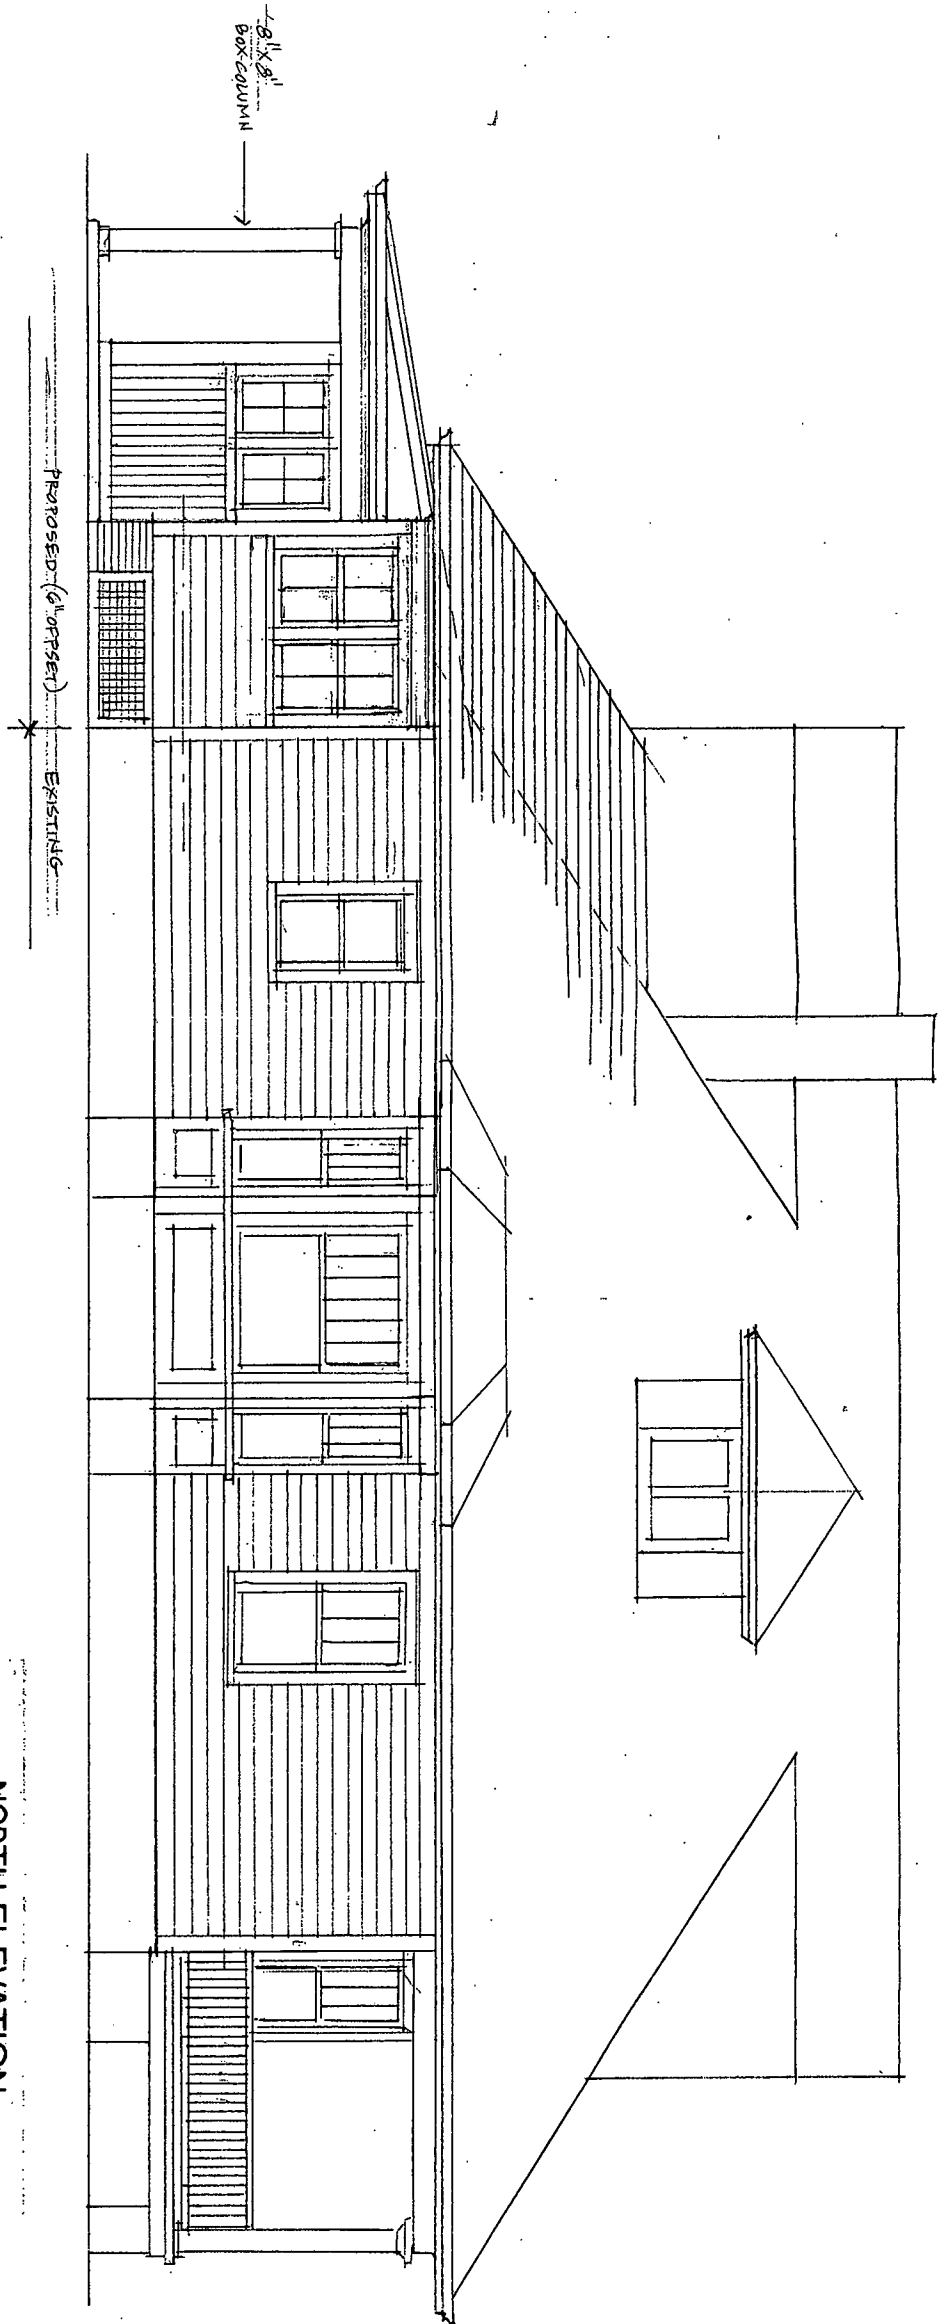 8"X8"
BOX COLUMN
PROPOSED (6" OFFSET) EXISTING
NORTH ELEVATION